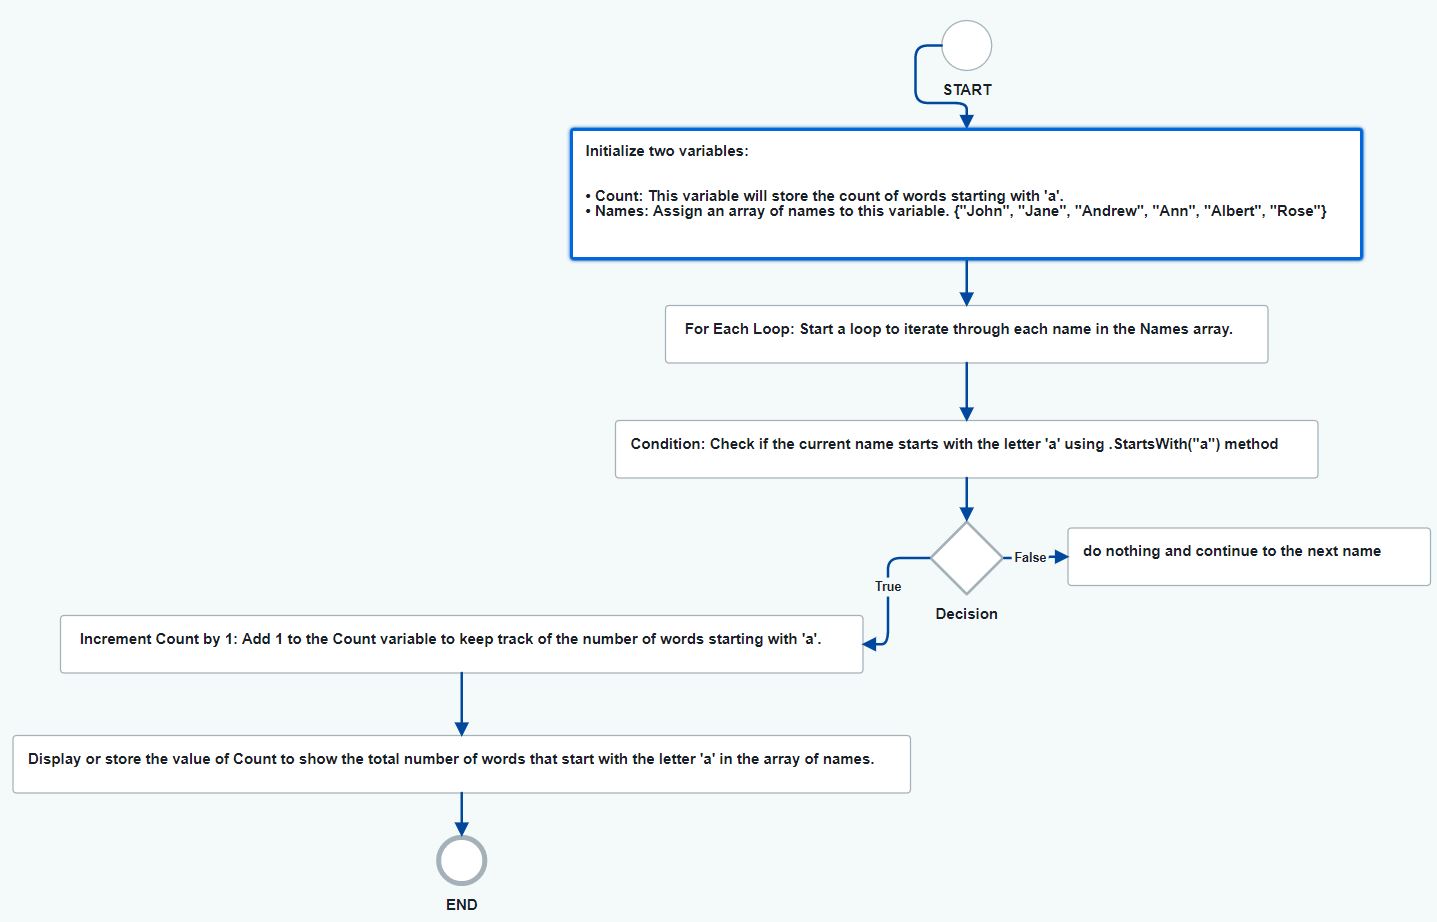 START
Initialize two variables:
• Count: This variable will store the count of words starting with 'a'.
• Names: Assign an array of names to this variable. {"John", "Jane", "Andrew", "Ann", "Albert", "Rose"}
For Each Loop: Start a loop to iterate through each name in the Names array.
Condition: Check if the current name starts with the letter 'a' using .StartsWith("a") method
False
do nothing and continue to the next name
True
Decision
Increment Count by 1: Add 1 to the Count variable to keep track of the number of words starting with 'a'.
Display or store the value of Count to show the total number of words that start with the letter 'a' in the array of names.
END